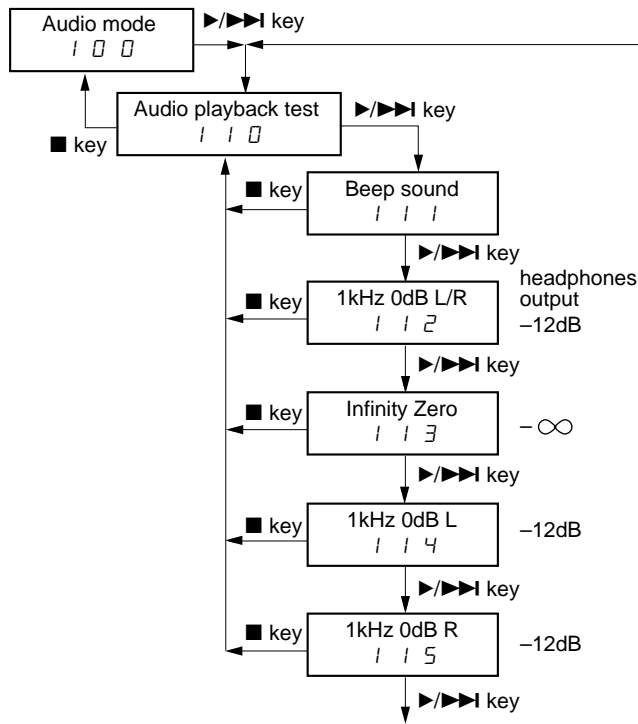 Audio mode
1 0 0
▶/▶▶I key
Audio playback test
1 1 0
▶/▶▶I key
■ key
Beep sound
1 1 1
■ key
▶/▶▶I key
1kHz 0dB L/R
1 1 2
■ key
headphones
output
–12dB
▶/▶▶I key
Infinity Zero
1 1 3
■ key
– ∞
▶/▶▶I key
1kHz 0dB L
1 1 4
■ key
–12dB
▶/▶▶I key
1kHz 0dB R
1 1 5
■ key
–12dB
▶/▶▶I key